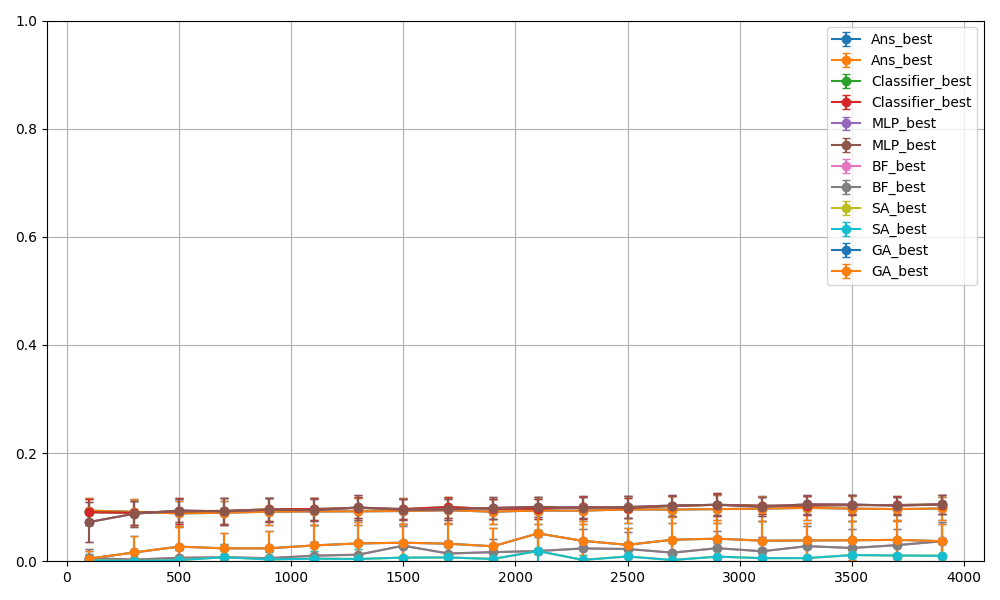 1.0
0.8
0.6
0.4
0.2
0.0
0 500 1000 1500 2000 2500 3000 3500 4000
Ans_best
Ans_best
Classifier_best
Classifier_best
MLP_best
MLP_best
BF_best
BF_best
SA_best
SA_best
GA_best
GA_best